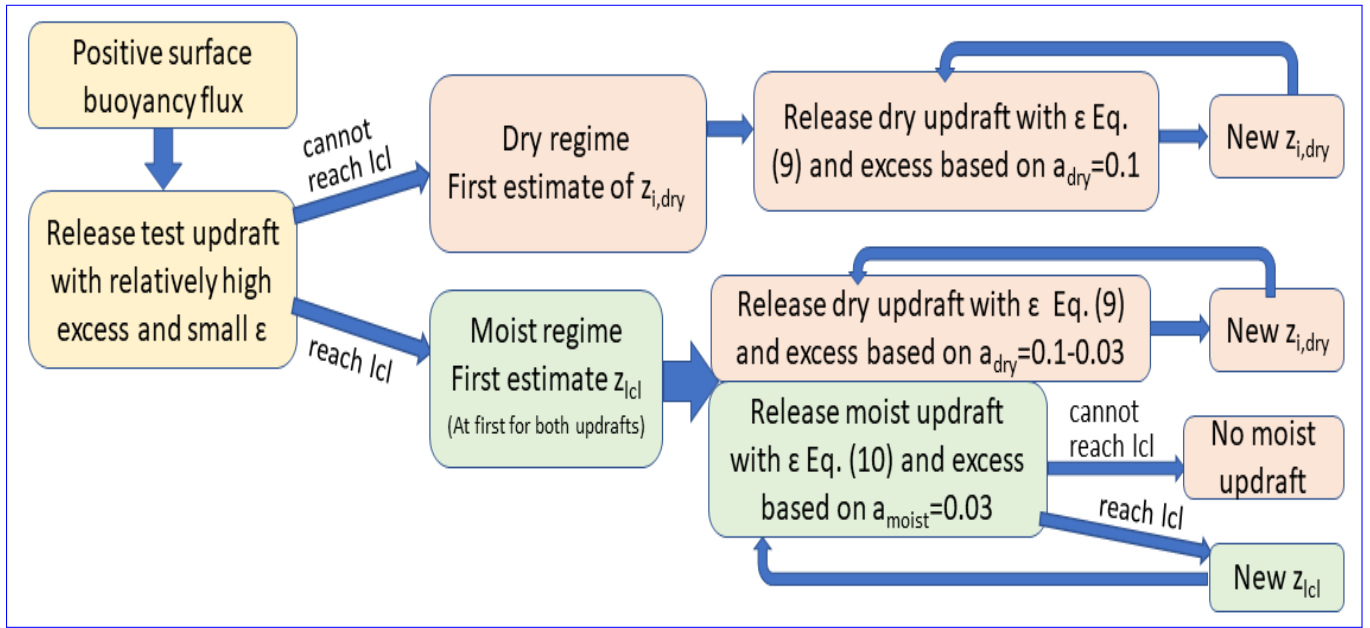 Positive surface
buoyancy flux
Release test updraft
with relatively high
excess and small ε
cannot
reach lcl
reach lcl
Dry regime
First estimate of z_i,dry
Release dry updraft with ε Eq.
(9) and excess based on a_dry=0.1
New z_i,dry
Moist regime
First estimate z_lcl
(At first for both updrafts)
Release dry updraft with ε Eq. (9)
and excess based on a_dry=0.1-0.03
New z_i,dry
Release moist updraft
with ε Eq. (10) and excess
based on a_moist=0.03
cannot
reach lcl
No moist
updraft
reach lcl
New z_lcl